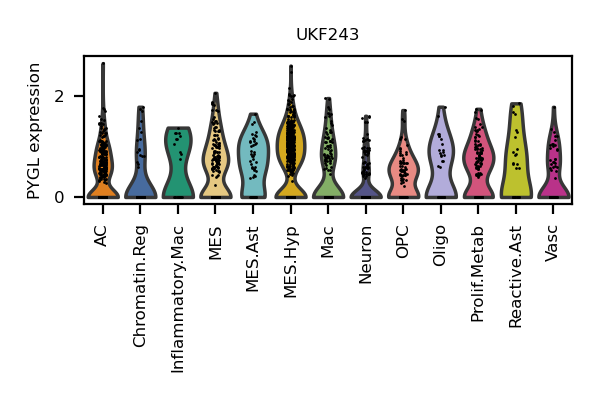 UKF243
PYGL expression
2
0
AC
Chromatin.Reg
Inflammatory.Mac
MES
MES.Ast
MES.Hyp
Mac
Neuron
OPC
Oligo
Prolif.Metab
Reactive.Ast
Vasc